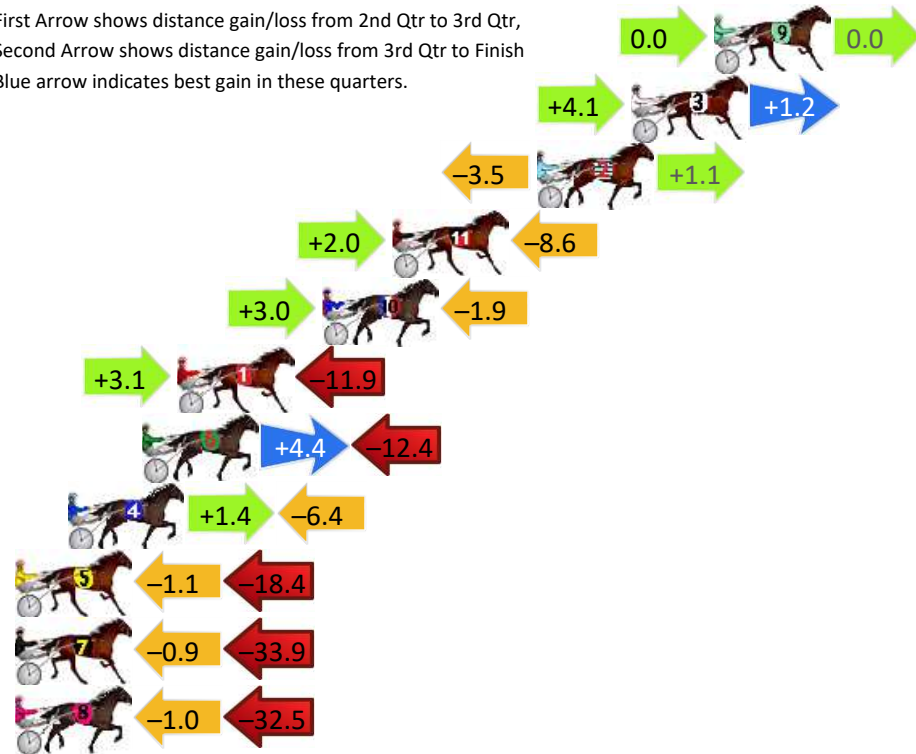 First Arrow shows distance gain/loss from 2nd Qtr to 3rd Qtr,
Second Arrow shows distance gain/loss from 3rd Qtr to Finish
Blue arrow indicates best gain in these quarters.
0.0 9 0.0
+4.1 3 +1.2
–3.5 2 +1.1
+2.0 11 –8.6
+3.0 10 –1.9
+3.1 1 –11.9
+4.4 –12.4
4 +1.4 –6.4
5 –1.1 –18.4
7 –0.9 –33.9
8 –1.0 –32.5